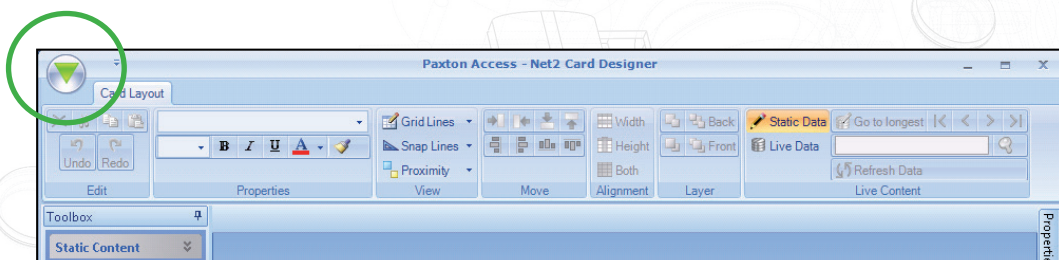 Paxton Access - Net2 Card Designer
Card Layout
Grid Lines
Width
Back
Static Data
Go to longest
B I U A
Snap Lines
Height
Front
Live Data
Undo Redo
Proximity
Both
Refresh Data
Edit
Properties
View
Move
Alignment
Layer
Live Content
Toolbox
Static Content